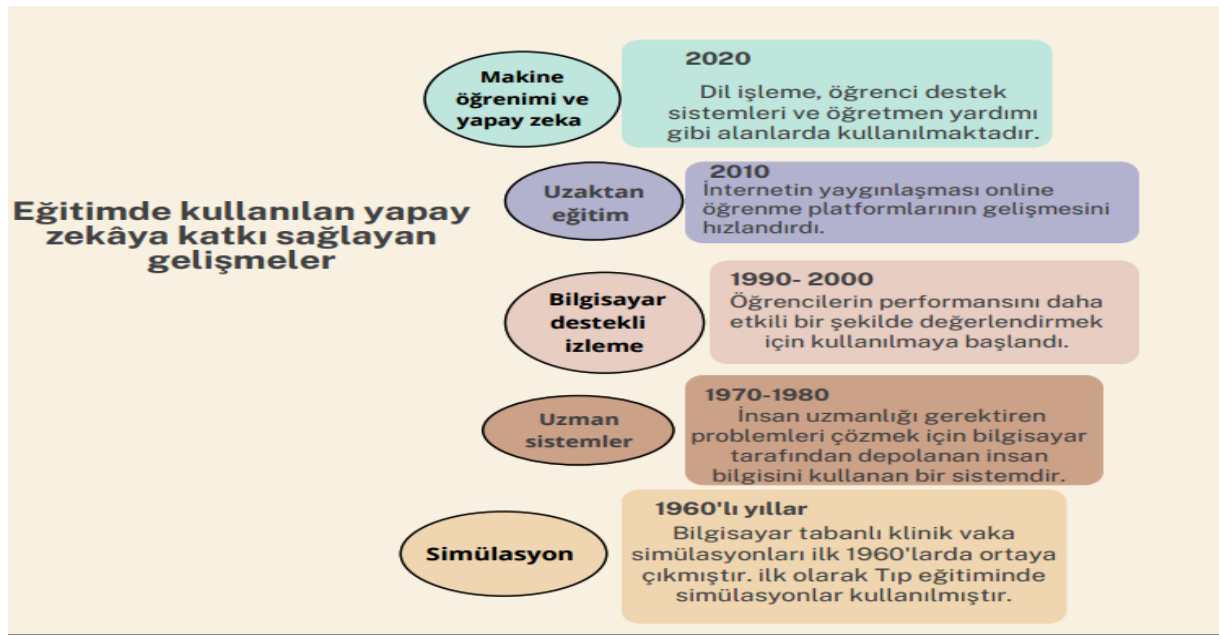 Eğitimde kullanılan yapay
zekâya katkı sağlayan
gelişmeler
Makine
öğrenimi ve
yapay zeka
2020
Dil işleme, öğrenci destek
sistemleri ve öğretmen yardımı
gibi alanlarda kullanılmaktadır.
Uzaktan
eğitim
2010
İnternetin yaygınlaşması online
öğrenme platformlarının gelişmesini
hızlandırdı.
Bilgisayar
destekli
izleme
1990- 2000
Öğrencilerin performansını daha
etkili bir şekilde değerlendirmek
için kullanılmaya başlandı.
Uzman
sistemler
1970-1980
İnsan uzmanlığı gerektiren
problemleri çözmek için bilgisayar
tarafından depolanan insan
bilgisini kullanan bir sistemdir.
Simülasyon
1960'lı yıllar
Bilgisayar tabanlı klinik vaka
simülasyonları ilk 1960'larda ortaya
çıkmıştır. ilk olarak Tıp eğitiminde
simülasyonlar kullanılmıştır.